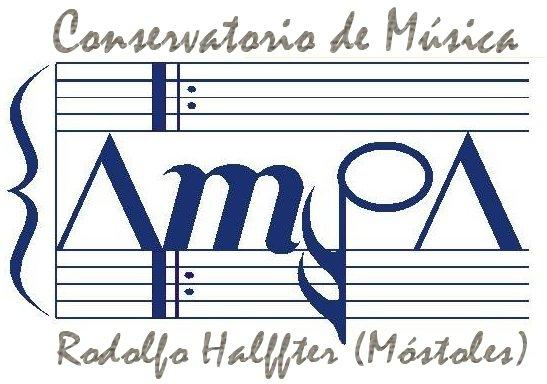 Conservatorio de Música
AmpA
Rodolfo Halffter (Móstoles)